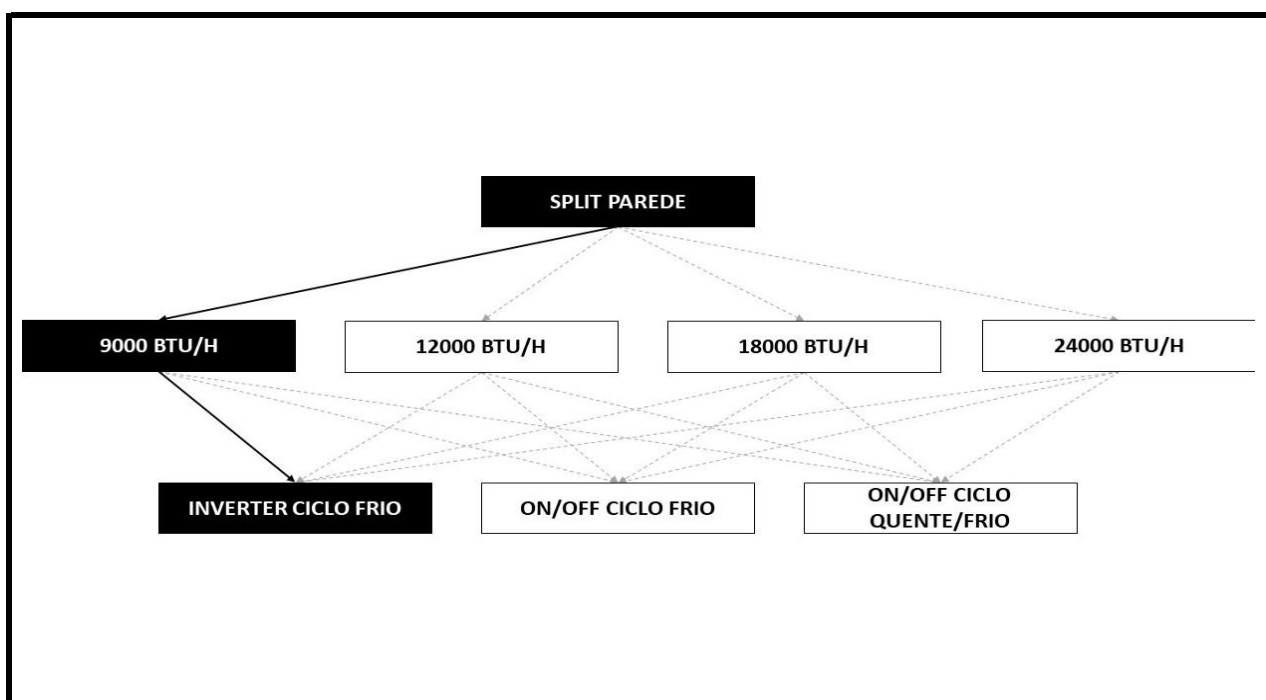 SPLIT PAREDE
9000 BTU/H
12000 BTU/H
18000 BTU/H
24000 BTU/H
INVERTER CICLO FRIO
ON/OFF CICLO FRIO
ON/OFF CICLO
QUENTE/FRIO